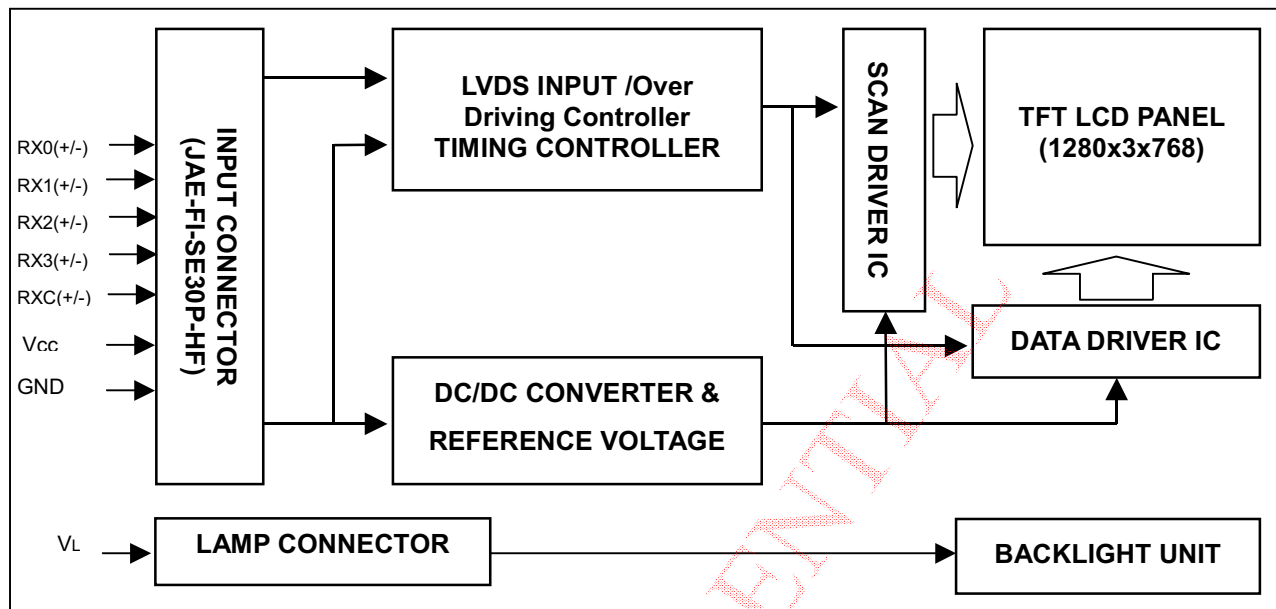 RX0(+/-)
RX1(+/-)
RX2(+/-)
RX3(+/-)
RXC(+/-)
Vcc
GND
INPUT CONNECTOR
(JAE-FI-SE30P-HF)
LVDS INPUT /Over
Driving Controller
TIMING CONTROLLER
SCAN DRIVER IC
TFT LCD PANEL
(1280x3x768)
DATA DRIVER IC
DC/DC CONVERTER &
REFERENCE VOLTAGE
VL
LAMP CONNECTOR
BACKLIGHT UNIT
ENTIAL